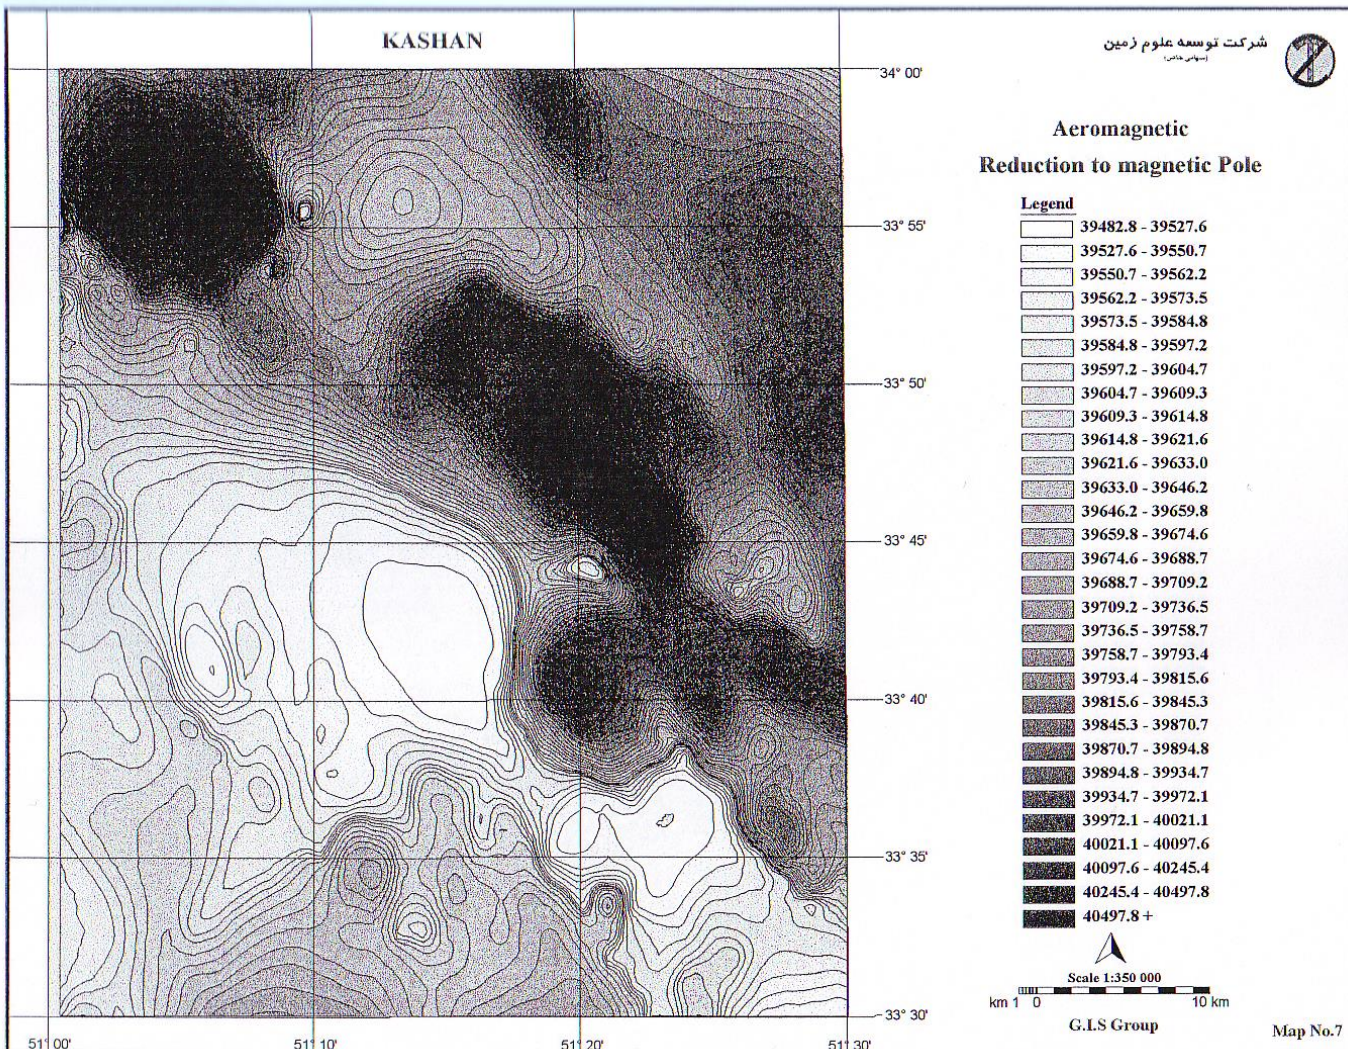 KASHAN
شرکت توسعه علوم زمین
(سهامی خاص)
34 00'
33° 55'
33° 50'
33° 45'
33° 40'
33° 35'
33° 30'
511 00'
511 10'
511 20'
511 30'
Aeromagnetic
Reduction to magnetic Pole
Legend
39482.8 - 39527.6
39527.6 - 39550.7
39550.7 - 39562.2
39562.2 - 39573.5
39573.5 - 39584.8
39584.8 - 39597.2
39597.2 - 39604.7
39604.7 - 39609.3
39609.3 - 39614.8
39614.8 - 39621.6
39621.6 - 39633.0
39633.0 - 39646.2
39646.2 - 39659.8
39659.8 - 39674.6
39674.6 - 39688.7
39688.7 - 39709.2
39709.2 - 39736.5
39736.5 - 39758.7
39758.7 - 39793.4
39793.4 - 39815.6
39815.6 - 39845.3
39845.3 - 39870.7
39870.7 - 39894.8
39894.8 - 39934.7
39934.7 - 39972.1
39972.1 - 40021.1
40021.1 - 40097.6
40097.6 - 40245.4
40245.4 - 40497.8
40497.8 +
Scale 1:350 000
km 1 0 10 km
G.I.S Group
Map No.7